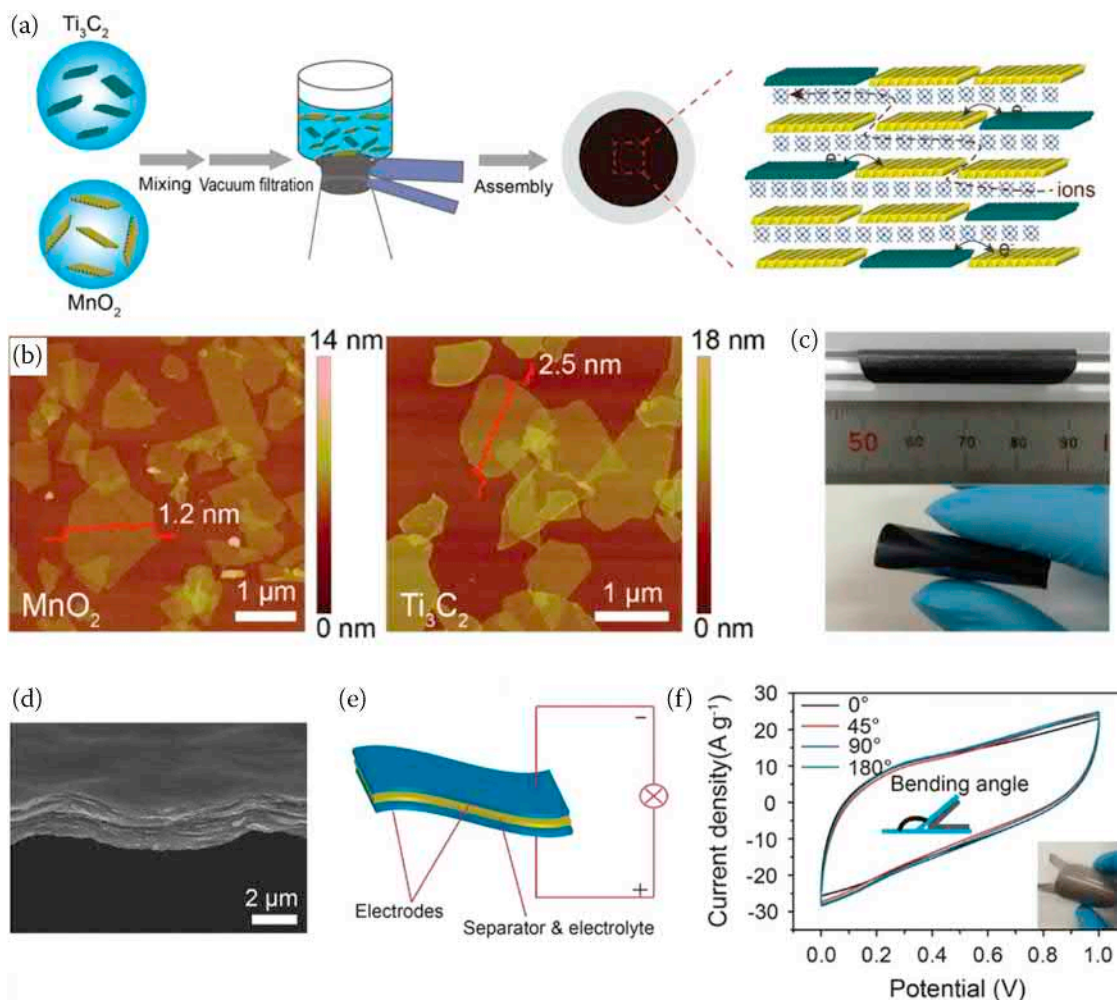 (a)
Ti₃C₂
MnO₂
Mixing
Vacuum filtration
Assembly
e⁻
e⁻
ions
e⁻
(b)
14 nm
1.2 nm
MnO₂
1 µm
0 nm
18 nm
2.5 nm
Ti₃C₂
1 µm
0 nm
(c)
50 60 70 80 90
(d)
2 µm
(e)
−
+
Electrodes
Separator & electrolyte
(f)
Current density(A g⁻¹)
30
20
10
0
-10
-20
-30
0°
45°
90°
180°
Bending angle
0.0 0.2 0.4 0.6 0.8 1.0
Potential (V)